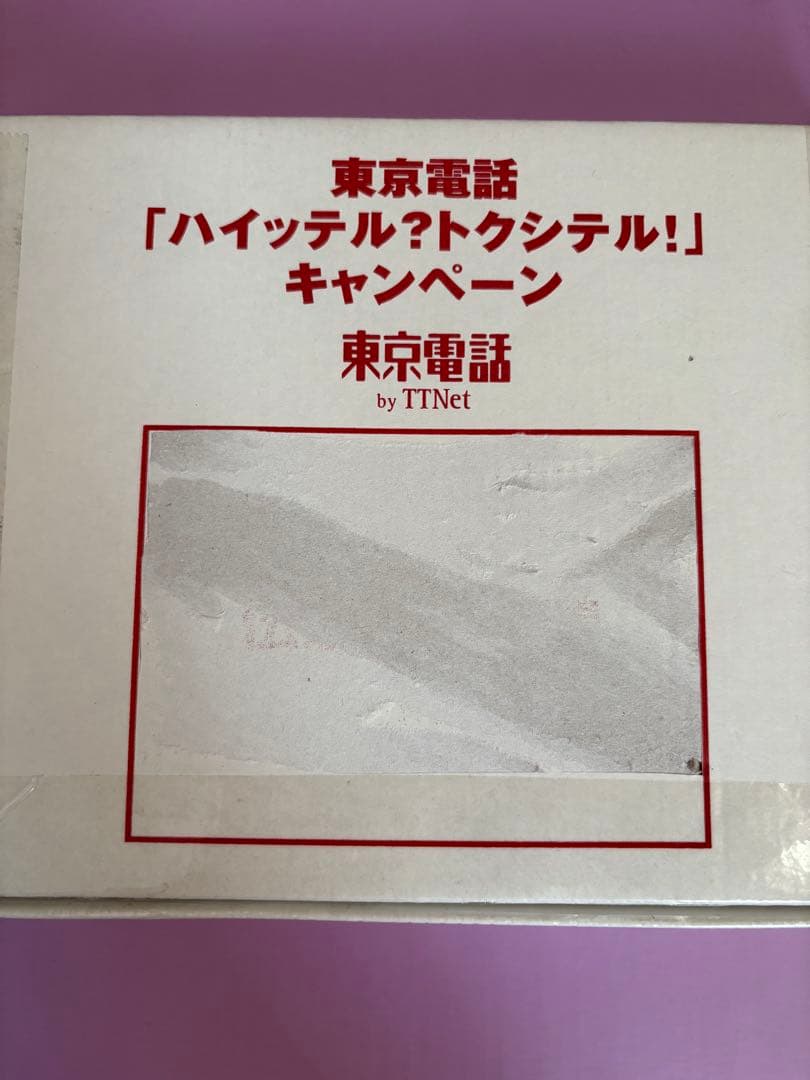 東京電話
「ハイッテル?トクシテル!」
キャンペーン
東京電話
by TTNet